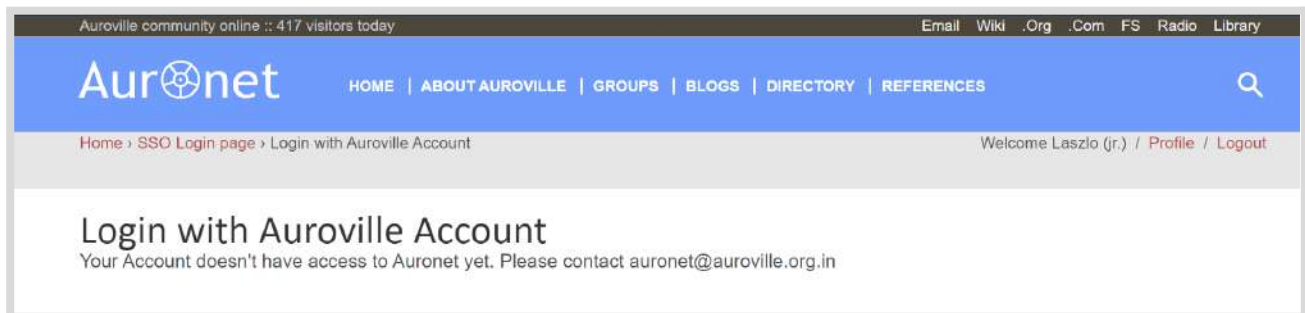 Auroville community online :: 417 visitors today Email Wiki .Org .Com FS Radio Library
Auronet HOME | ABOUT AUROVILLE | GROUPS | BLOGS | DIRECTORY | REFERENCES
Home › SSO Login page › Login with Auroville Account Welcome Laszlo (jr.) / Profile / Logout
Login with Auroville Account
Your Account doesn't have access to Auronet yet. Please contact auronet@auroville.org.in